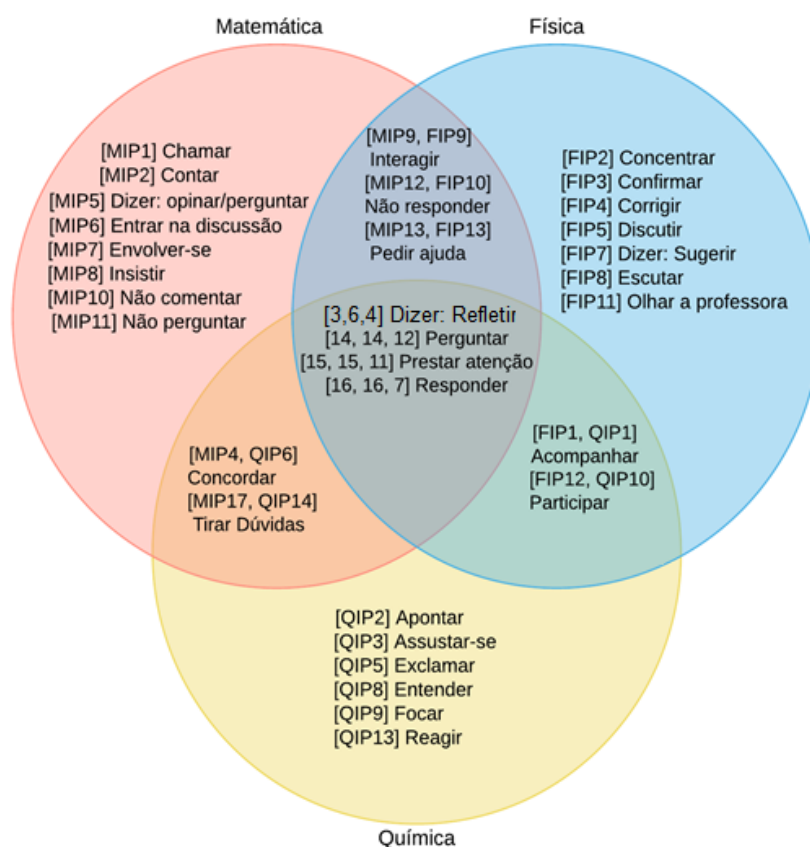 Matemática
Física
[MIP1] Chamar
[MIP2] Contar
[MIP5] Dizer: opinar/perguntar
[MIP6] Entrar na discussão
[MIP7] Envolver-se
[MIP8] Insistir
[MIP10] Não comentar
[MIP11] Não perguntar
[MIP9, FIP9]
Interagir
[MIP12, FIP10]
Não responder
[MIP13, FIP13]
Pedir ajuda
[FIP2] Concentrar
[FIP3] Confirmar
[FIP4] Corrigir
[FIP5] Discutir
[FIP7] Dizer: Sugerir
[FIP8] Escutar
[FIP11] Olhar a professora
[3,6,4] Dizer: Refletir
[14, 14, 12] Perguntar
[15, 15, 11] Prestar atenção
[16, 16, 7] Responder
[MIP4, QIP6]
Concordar
[MIP17, QIP14]
Tirar Dúvidas
[FIP1, QIP1]
Acompanhar
[FIP12, QIP10]
Participar
[QIP2] Apontar
[QIP3] Assustar-se
[QIP5] Exclamar
[QIP8] Entender
[QIP9] Focar
[QIP13] Reagir
Química